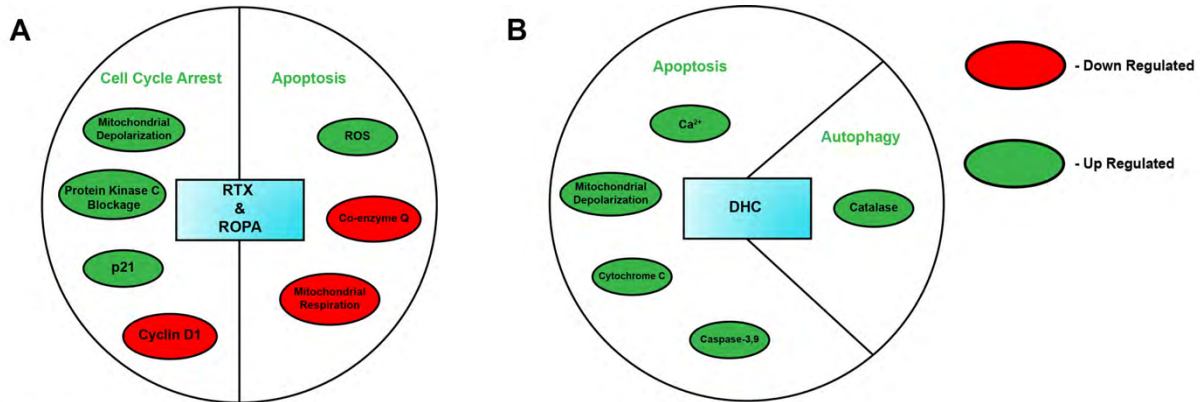 A
Cell Cycle Arrest
Apoptosis
Mitochondrial
Depolarization
ROS
Protein Kinase C
Blockage
RTX
&
ROPA
Co-enzyme Q
p21
Mitochondrial
Respiration
Cyclin D1
B
Apoptosis
Ca²⁺
Autophagy
Mitochondrial
Depolarization
DHC
Catalase
Cytochrome C
Caspase-3,9
- Down Regulated
- Up Regulated